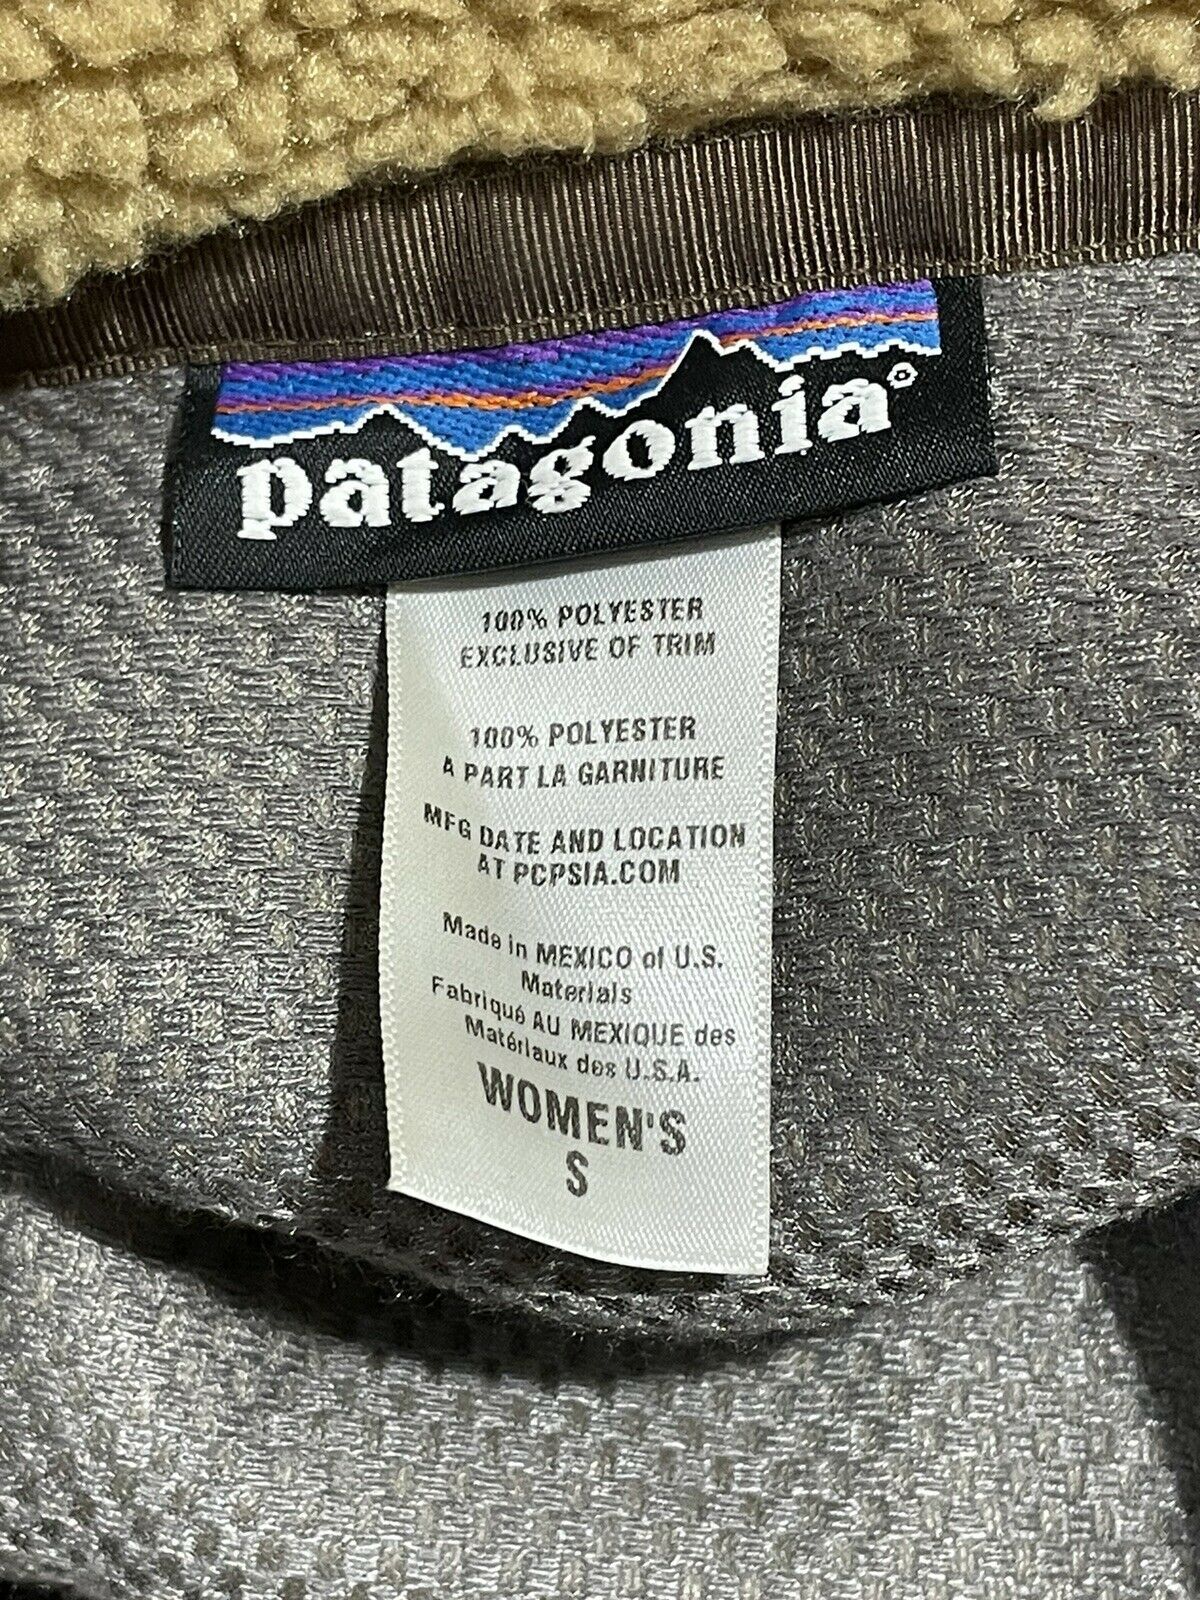 patagonia®
100% POLYESTER
EXCLUSIVE OF TRIM
100% POLYESTER
A PART LA GARNITURE
MFG DATE AND LOCATION
AT PCPSIA.COM
Made in MEXICO of U.S.
Materials
Fabriqué AU MEXIQUE des
Matériaux des U.S.A.
WOMEN'S
S